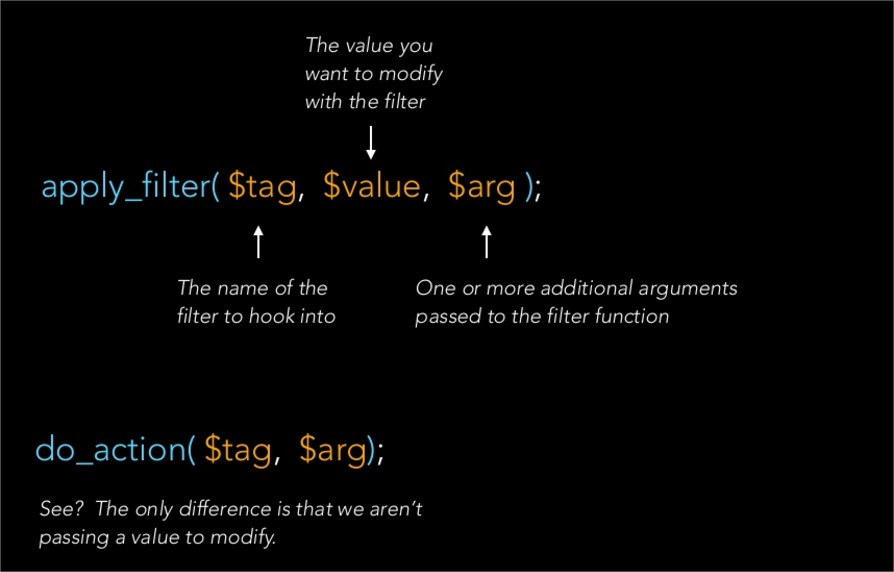 The value you
want to modify
with the filter
apply_filter( $tag, $value, $arg );
The name of the
filter to hook into
One or more additional arguments
passed to the filter function
do_action( $tag, $arg);
See? The only difference is that we aren’t
passing a value to modify.